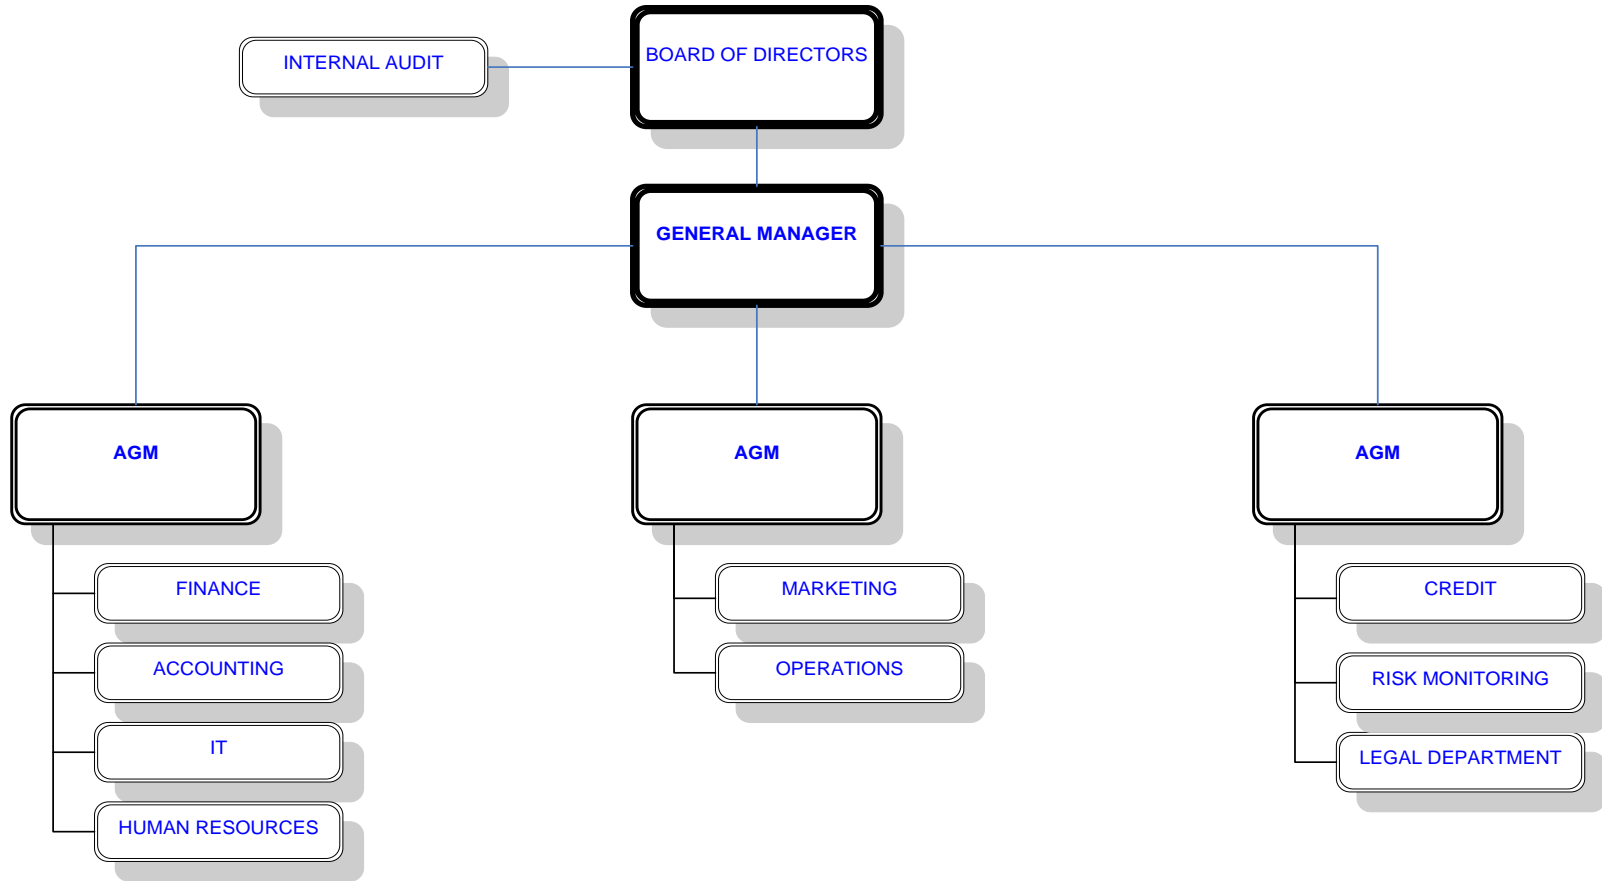 INTERNAL AUDIT
BOARD OF DIRECTORS
GENERAL MANAGER
AGM
FINANCE
ACCOUNTING
IT
HUMAN RESOURCES
AGM
MARKETING
OPERATIONS
AGM
CREDIT
RISK MONITORING
LEGAL DEPARTMENT